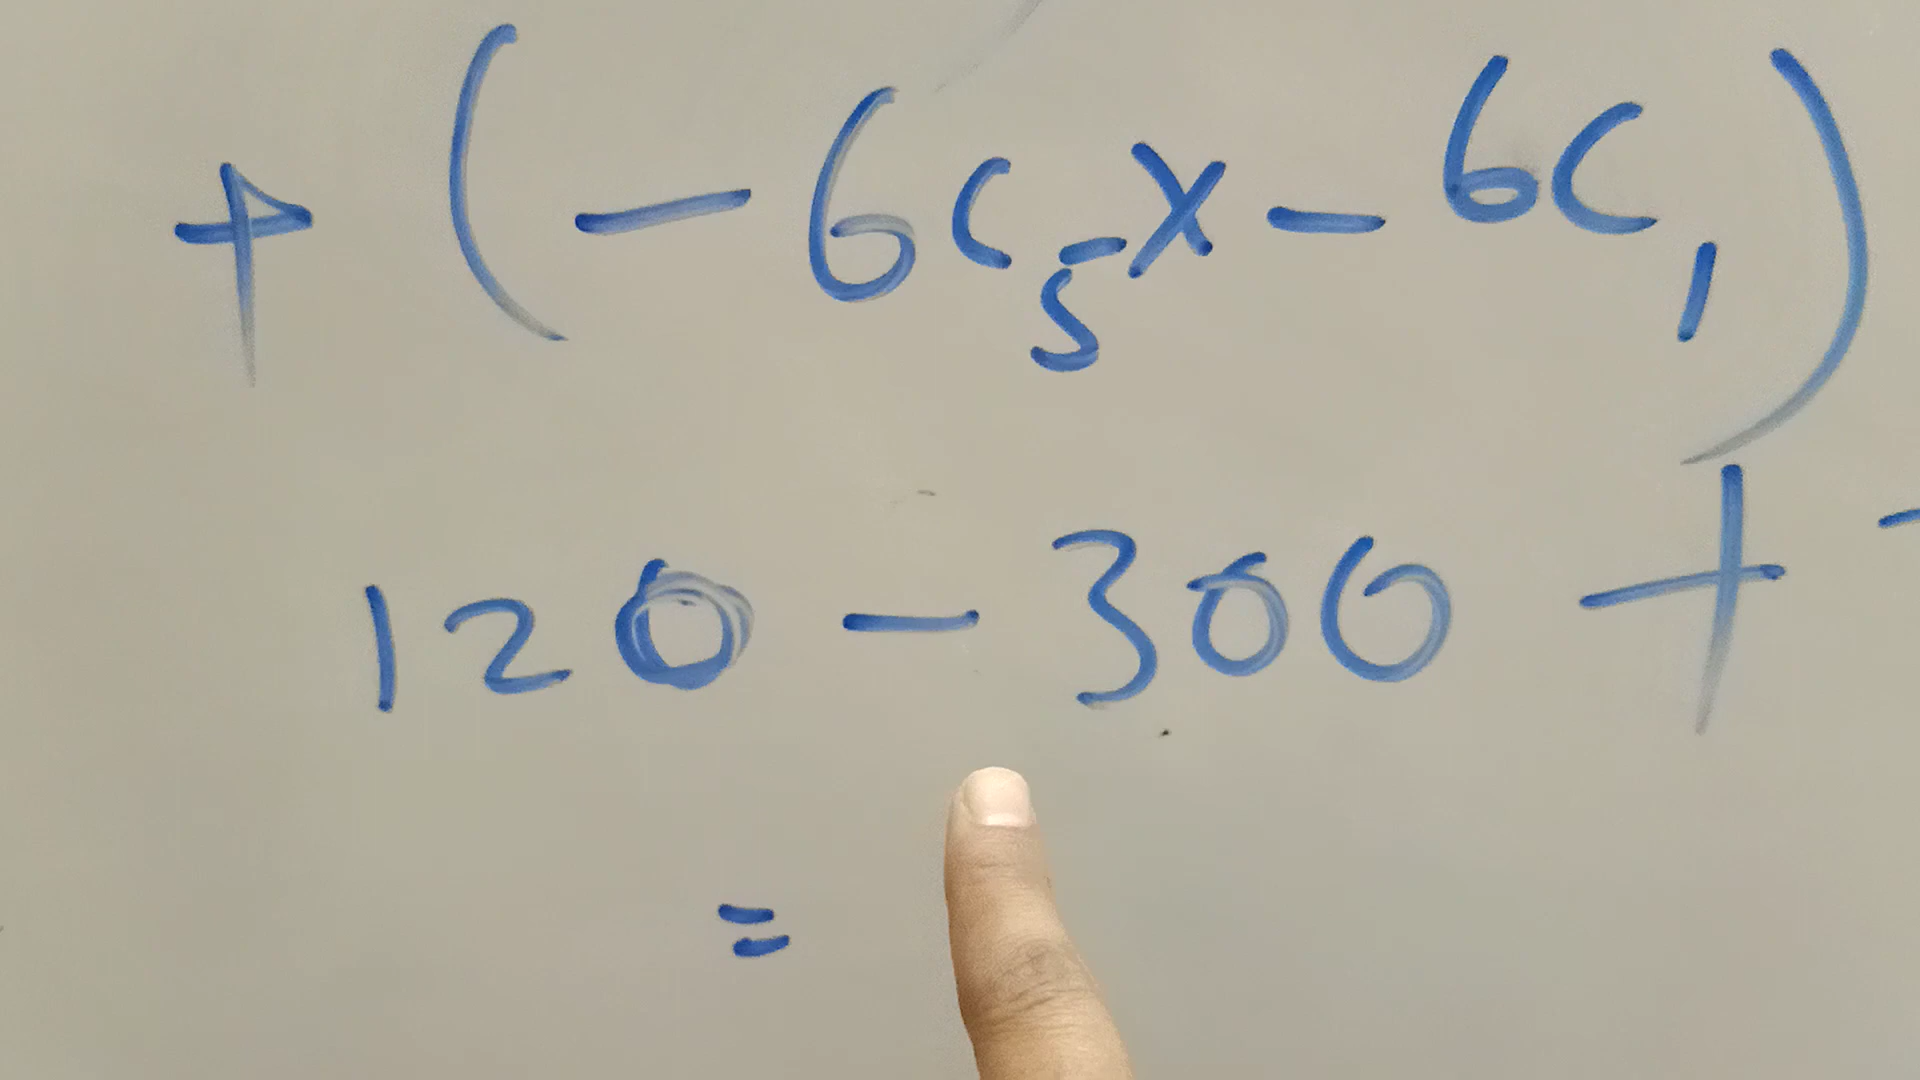 + ( - 6C₅ x - 6C₁ )
120 - 300 + -
=